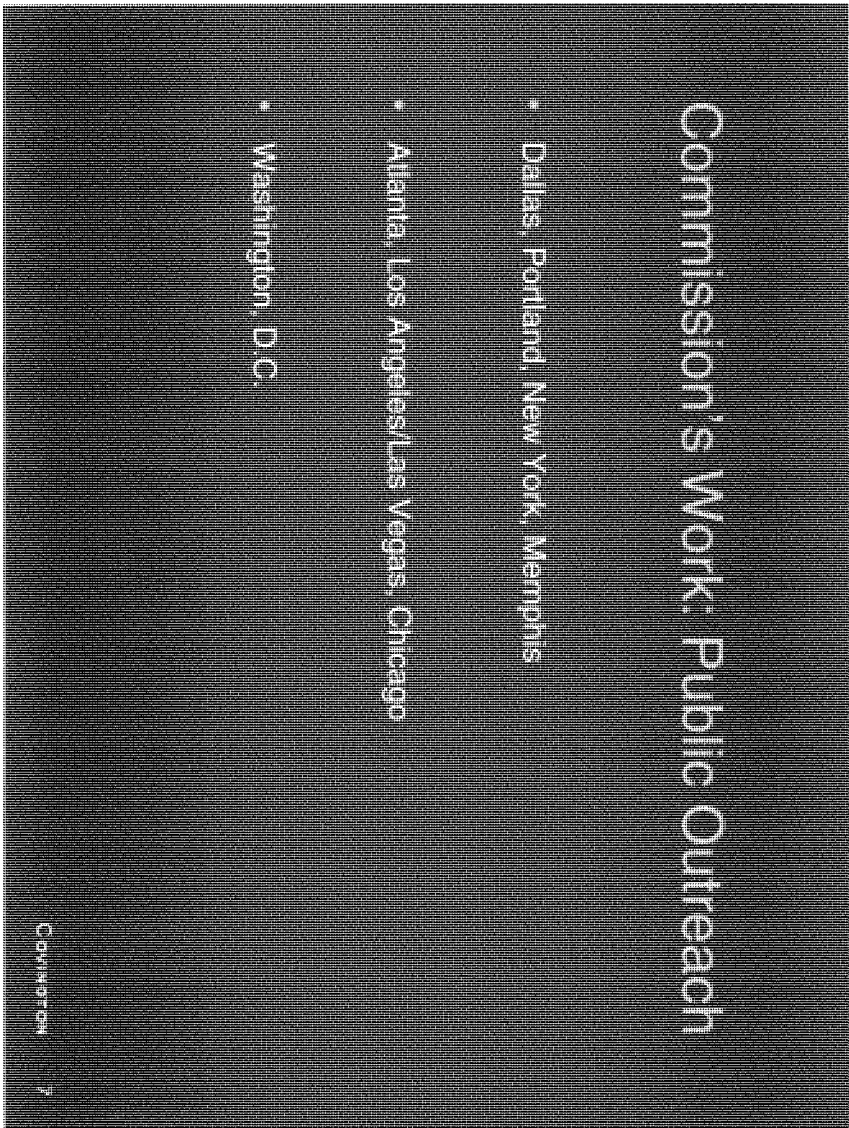 Commission's Work: Public Outreach
• Dallas, Portland, New York, Memphis
• Atlanta, Los Angeles/Las Vegas, Chicago
• Washington, D.C.
COVINGTON 7